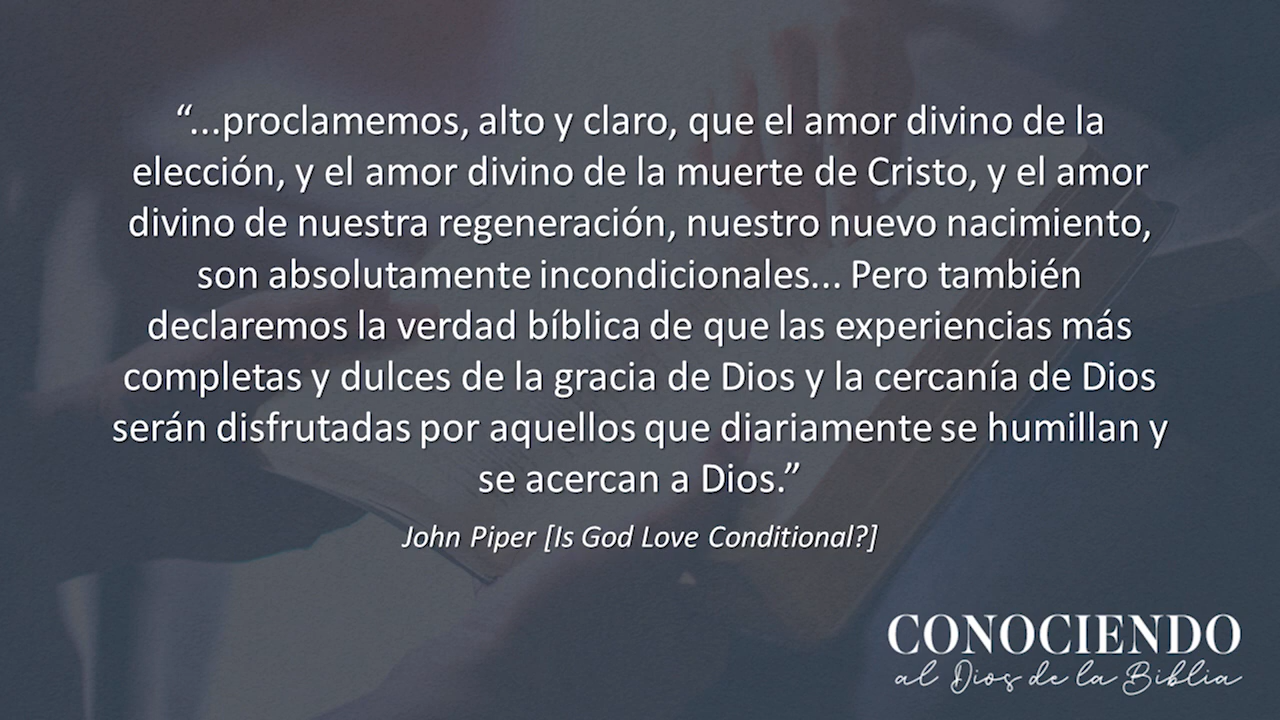 “...proclamemos, alto y claro, que el amor divino de la
elección, y el amor divino de la muerte de Cristo, y el amor
divino de nuestra regeneración, nuestro nuevo nacimiento,
son absolutamente incondicionales... Pero también
declaremos la verdad bíblica de que las experiencias más
completas y dulces de la gracia de Dios y la cercanía de Dios
serán disfrutadas por aquellos que diariamente se humillan y
se acercan a Dios.”
John Piper [Is God Love Conditional?]
CONOCIENDO
al Dios de la Biblia